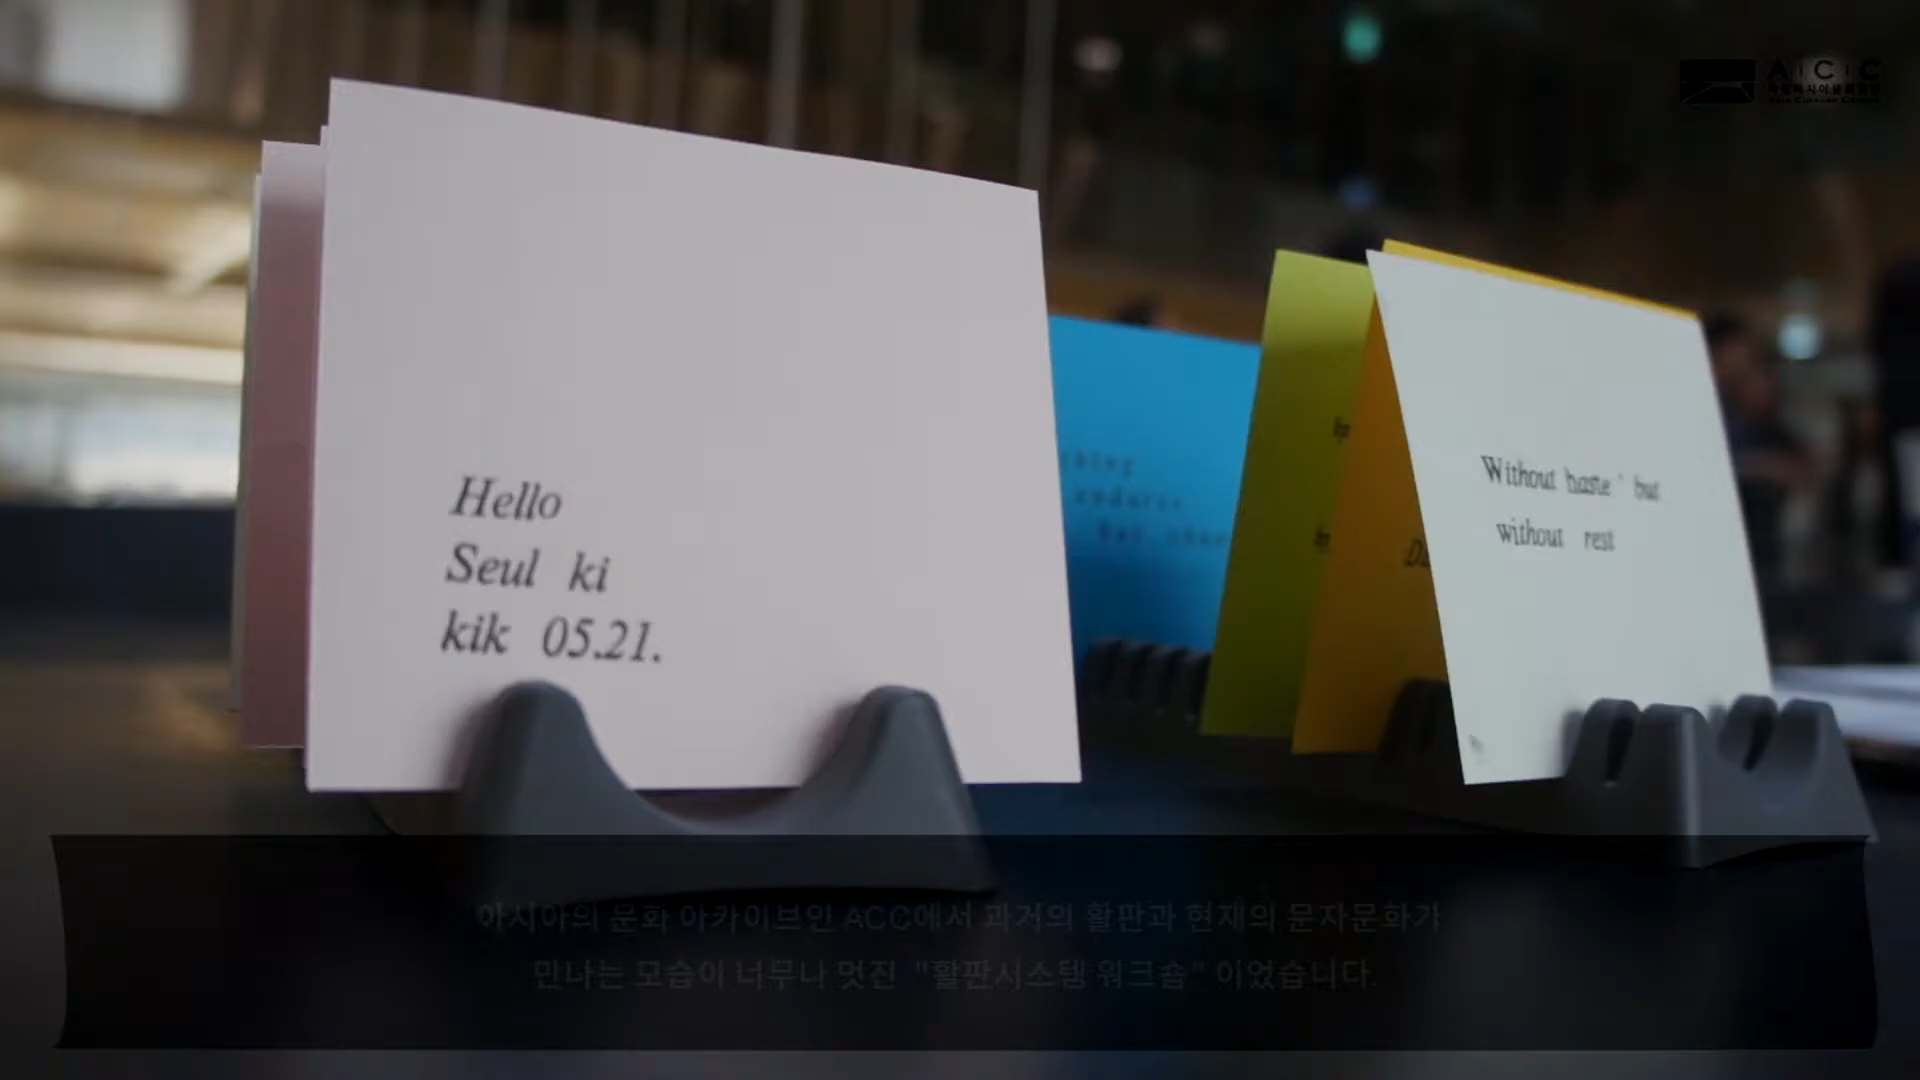 Hello
Seul ki
kik 05.21.
Without haste ' but
without rest
아시아의 문화 아카이브인 ACC에서 과거의 활판과 현재의 문자문화가
만나는 모습이 너무나 멋진 "활판시스템 워크숍" 이었습니다.
ACC